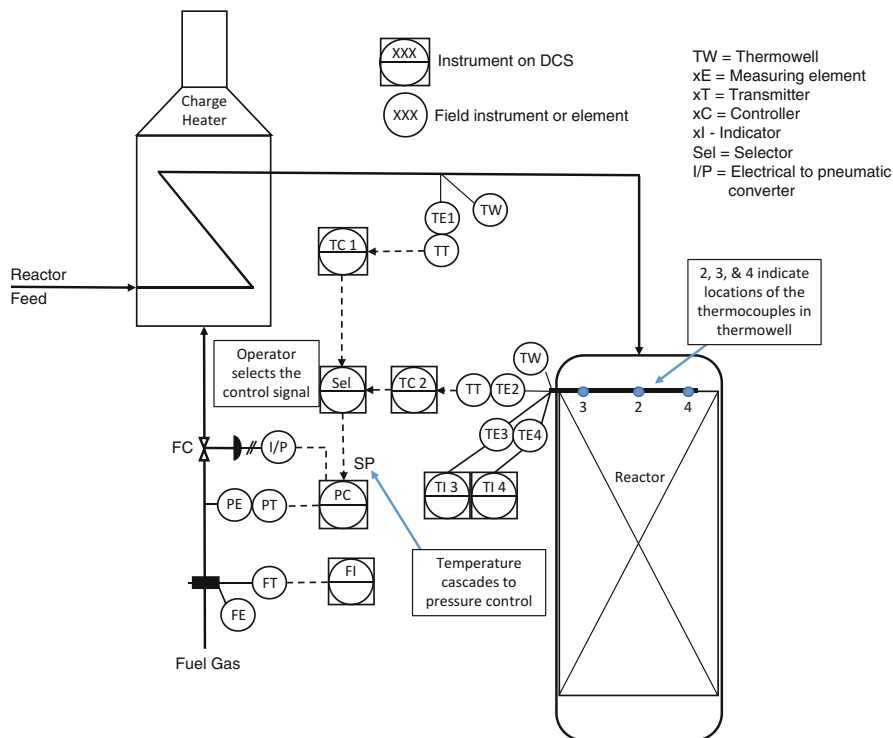 Charge
Heater
XXX
Instrument on DCS
XXX
Field instrument or element
TW = Thermowell
xE = Measuring element
xT = Transmitter
xC = Controller
xI - Indicator
Sel = Selector
I/P = Electrical to pneumatic
converter
TE1
TW
TC 1
TT
Reactor
Feed
2, 3, & 4 indicate
locations of the
thermocouples in
thermowell
Operator
selects the
control signal
Sel
TC 2
TT
TE2
TW
3
2
4
TE3
TE4
FC
I/P
SP
TI 3
TI 4
Reactor
PE
PT
PC
Temperature
cascades to
pressure control
FT
FI
FE
Fuel Gas